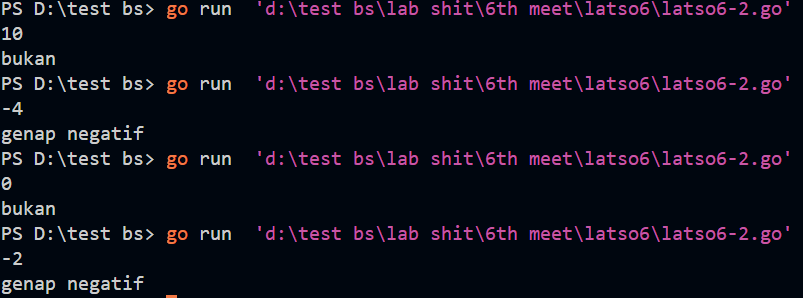 PS D:\test bs> go run  'd:\test bs\lab shit\6th meet\latso6\latso6-2.go'
10
bukan
PS D:\test bs> go run  'd:\test bs\lab shit\6th meet\latso6\latso6-2.go'
-4
genap negatif
PS D:\test bs> go run  'd:\test bs\lab shit\6th meet\latso6\latso6-2.go'
0
bukan
PS D:\test bs> go run  'd:\test bs\lab shit\6th meet\latso6\latso6-2.go'
-2
genap negatif